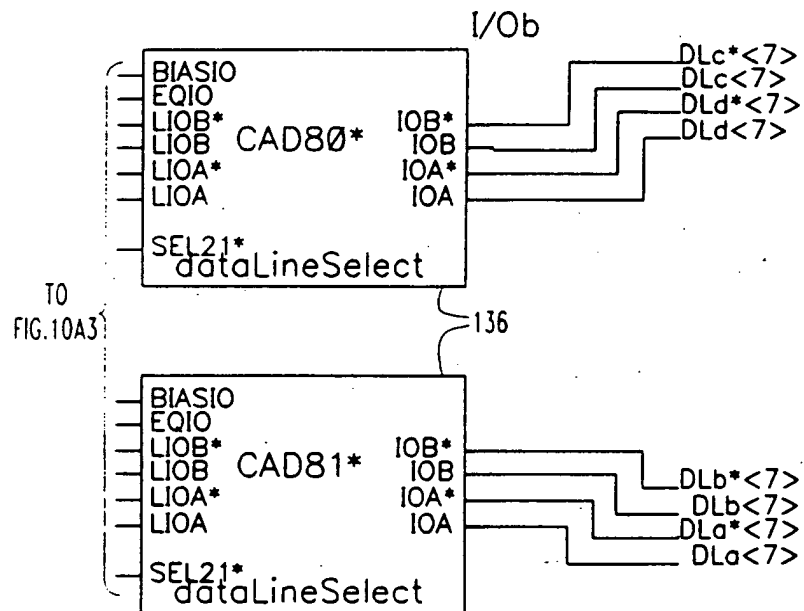 I/Ob
BIASIO
EQIO
LIOB*
LIOB
LIOA*
LIOA
SEL21*
CAD80*
dataLineSelect
IOB*
IOB
IOA*
IOA
DLc*<7>
DLc<7>
DLd*<7>
DLd<7>
TO
FIG.10A3
136
BIASIO
EQIO
LIOB*
LIOB
LIOA*
LIOA
SEL21*
CAD81*
dataLineSelect
IOB*
IOB
IOA*
IOA
DLb*<7>
DLb<7>
DLa*<7>
DLa<7>